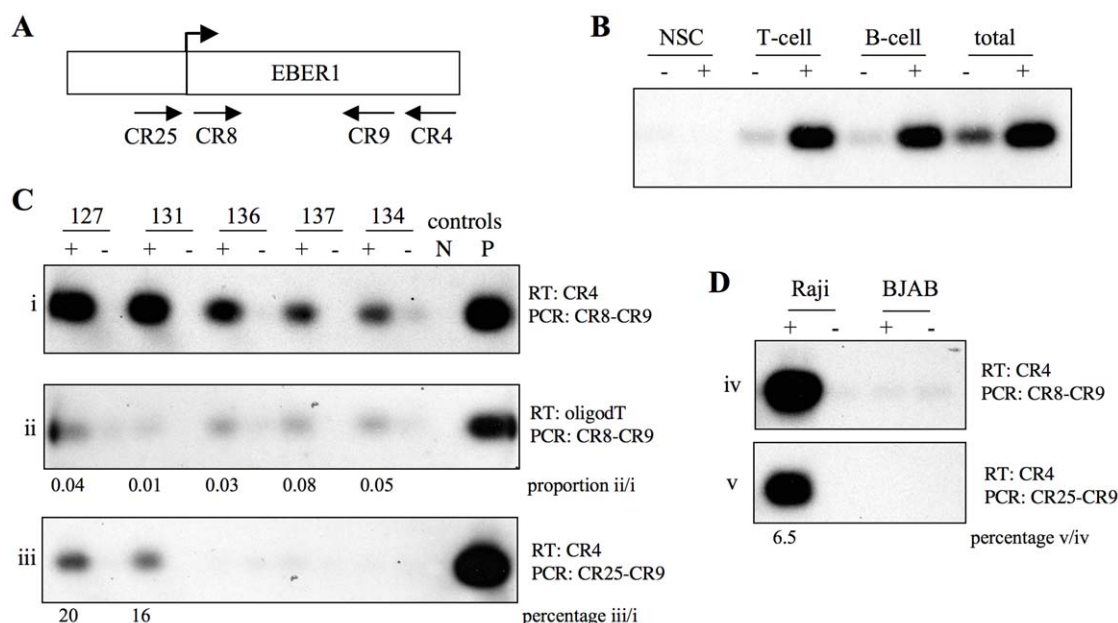 A
EBER1
CR25 CR8 CR9 CR4
B
NSC T-cell B-cell total
- + - + - + - +
C
127 131 136 137 134 controls
+ - + - + - + - + - N P
i
RT: CR4
PCR: CR8-CR9
ii
RT: oligodT
PCR: CR8-CR9
0.04 0.01 0.03 0.08 0.05 proportion ii/i
iii
RT: CR4
PCR: CR25-CR9
20 16 percentage iii/i
D
Raji BJAB
+ - + -
iv
RT: CR4
PCR: CR8-CR9
v
RT: CR4
PCR: CR25-CR9
6.5 percentage v/iv